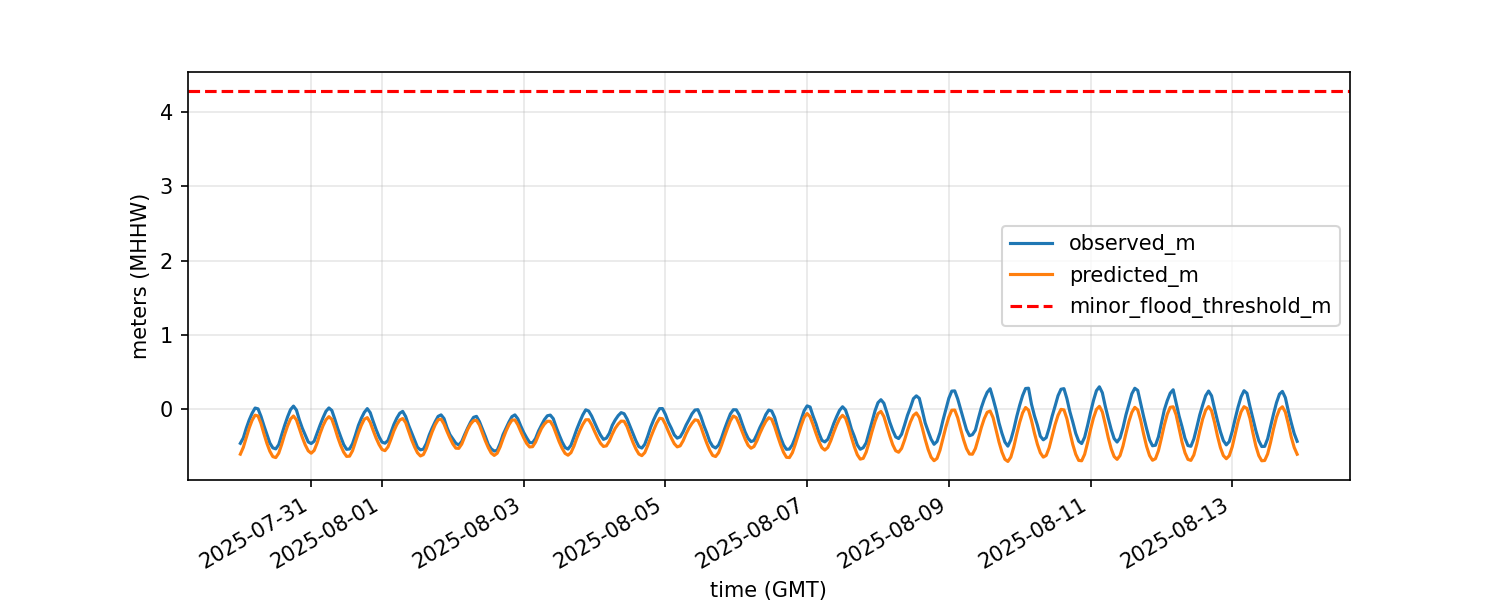 4
3
2
1
0
meters (MHHW)
observed_m
predicted_m
minor_flood_threshold_m
2025-07-31
2025-08-01
2025-08-03
2025-08-05
2025-08-07
2025-08-09
2025-08-11
2025-08-13
time (GMT)